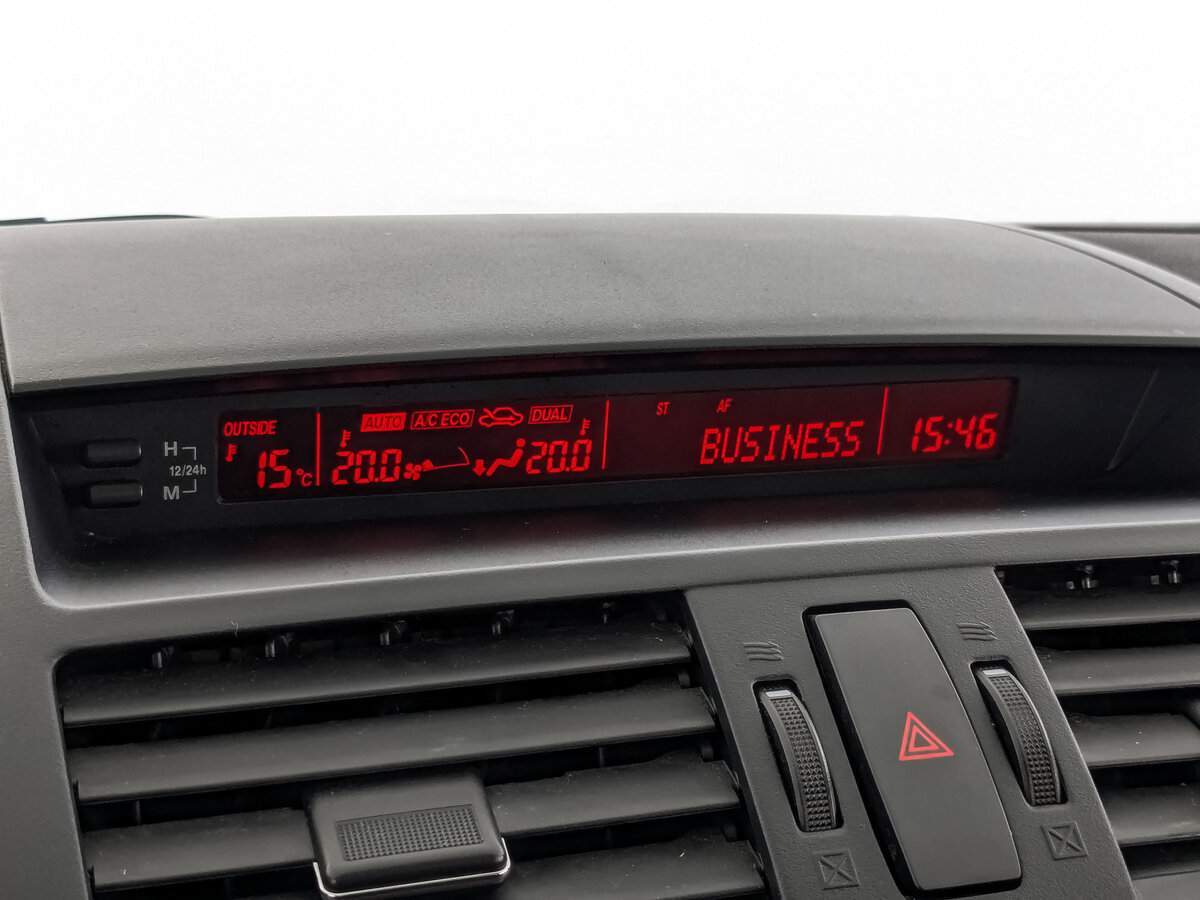 OUTSIDE AUTO A/C ECO DUAL ST AF
15°C 20.0 20.0 BUSINESS 15:46
H
12/24h
M